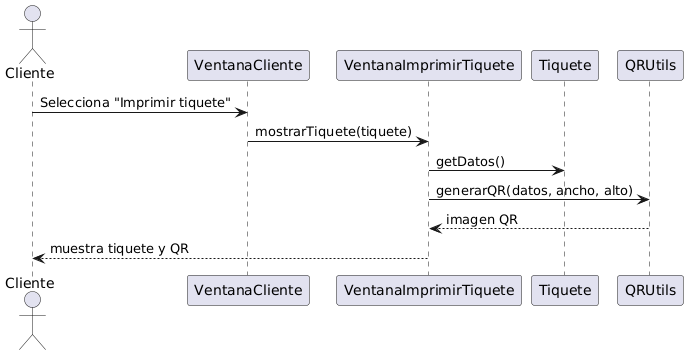 Cliente
VentanaCliente
VentanaImprimirTiquete
Tiquete
QRUtils
Selecciona "Imprimir tiquete"
mostrarTiquete(tiquete)
getDatos()
generarQR(datos, ancho, alto)
imagen QR
muestra tiquete y QR
Cliente
VentanaCliente
VentanaImprimirTiquete
Tiquete
QRUtils